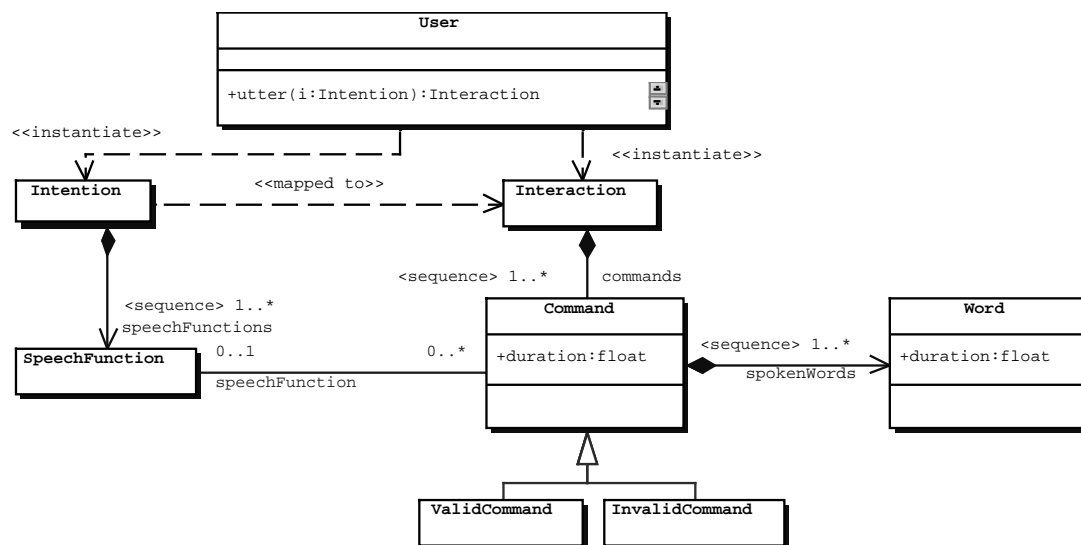 User
+utter(i:Intention):Interaction
<<instantiate>>
<<instantiate>>
Intention
<<mapped to>>
Interaction
<sequence> 1..*
commands
<sequence> 1..*
speechFunctions
Command
Word
SpeechFunction
0..1
0..*
+duration:float
<sequence> 1..*
+duration:float
speechFunction
spokenWords
ValidCommand
InvalidCommand